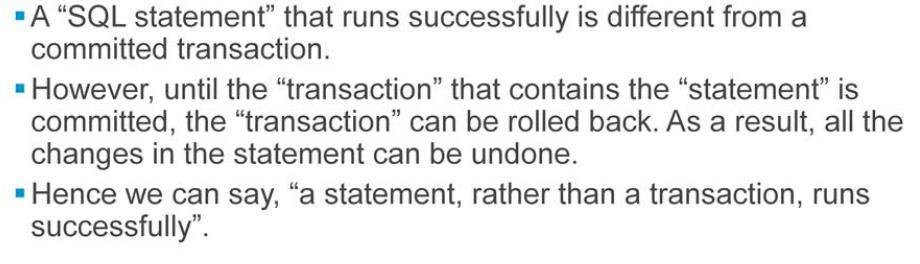 ▪ A “SQL statement” that runs successfully is different from a
committed transaction.
▪ However, until the “transaction” that contains the “statement” is
committed, the “transaction” can be rolled back. As a result, all the
changes in the statement can be undone.
▪ Hence we can say, “a statement, rather than a transaction, runs
successfully”.